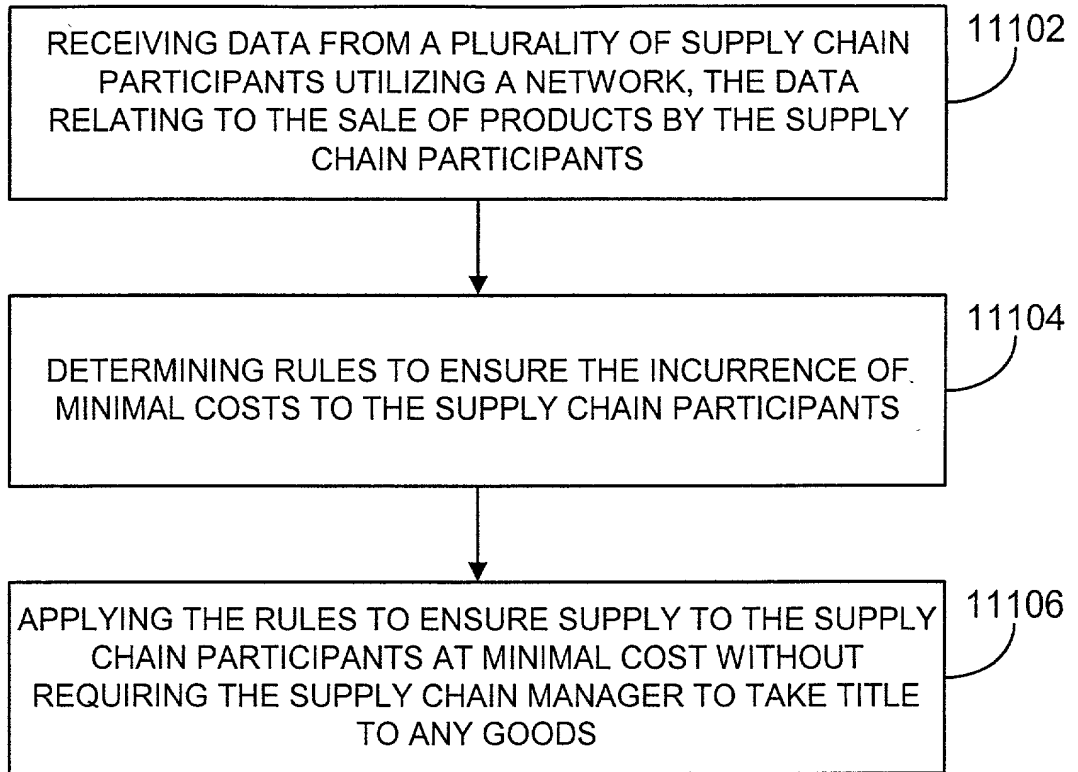 RECEIVING DATA FROM A PLURALITY OF SUPPLY CHAIN
PARTICIPANTS UTILIZING A NETWORK, THE DATA
RELATING TO THE SALE OF PRODUCTS BY THE SUPPLY
CHAIN PARTICIPANTS
11102
DETERMINING RULES TO ENSURE THE INCURRENCE OF
MINIMAL COSTS TO THE SUPPLY CHAIN PARTICIPANTS
11104
APPLYING THE RULES TO ENSURE SUPPLY TO THE SUPPLY
CHAIN PARTICIPANTS AT MINIMAL COST WITHOUT
REQUIRING THE SUPPLY CHAIN MANAGER TO TAKE TITLE
TO ANY GOODS
11106